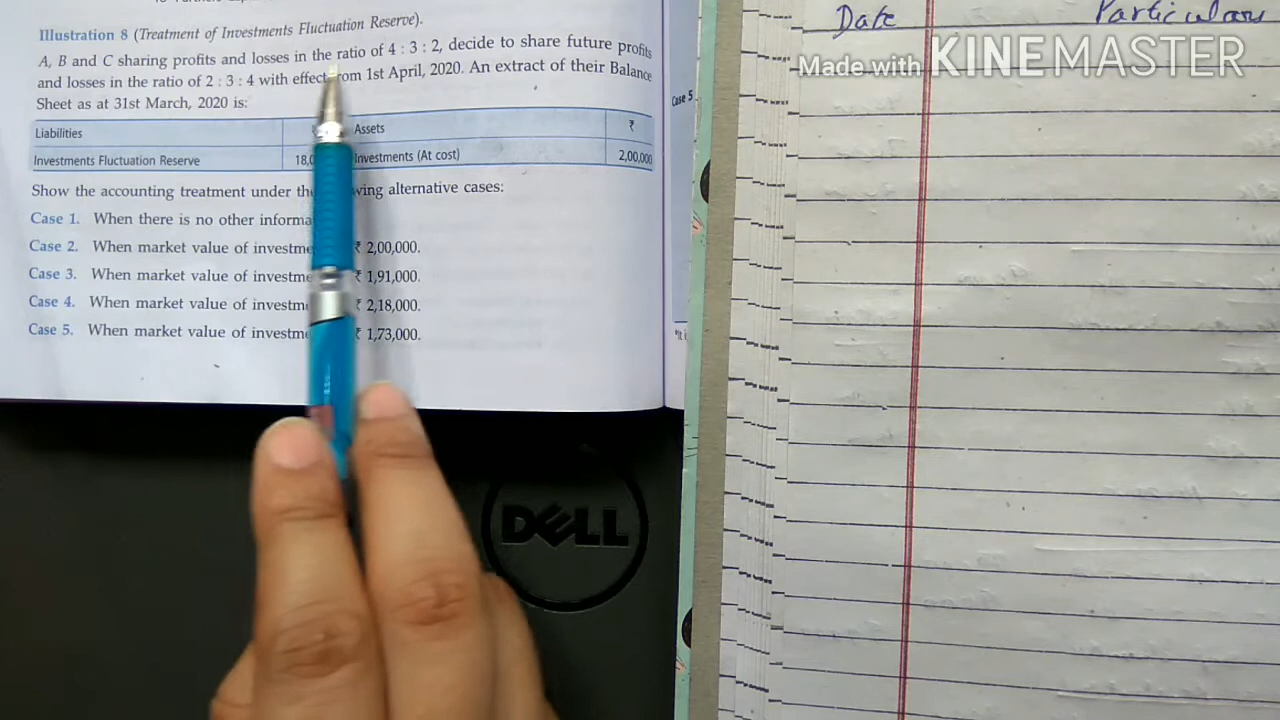 Illustration 8 (Treatment of Investments Fluctuation Reserve).
A, B and C sharing profits and losses in the ratio of 4 : 3 : 2, decide to share future profits
and losses in the ratio of 2 : 3 : 4 with effect from 1st April, 2020. An extract of their Balance
Sheet as at 31st March, 2020 is:
Liabilities Assets ₹
Investments Fluctuation Reserve 18,0 Investments (At cost) 2,00,000
Show the accounting treatment under the wing alternative cases:
Case 1. When there is no other informa
Case 2. When market value of investme ₹ 2,00,000.
Case 3. When market value of investme ₹ 1,91,000.
Case 4. When market value of investme ₹ 2,18,000.
Case 5. When market value of investme ₹ 1,73,000.
Case 5
Date Particulars
Made with KINEMASTER
DELL